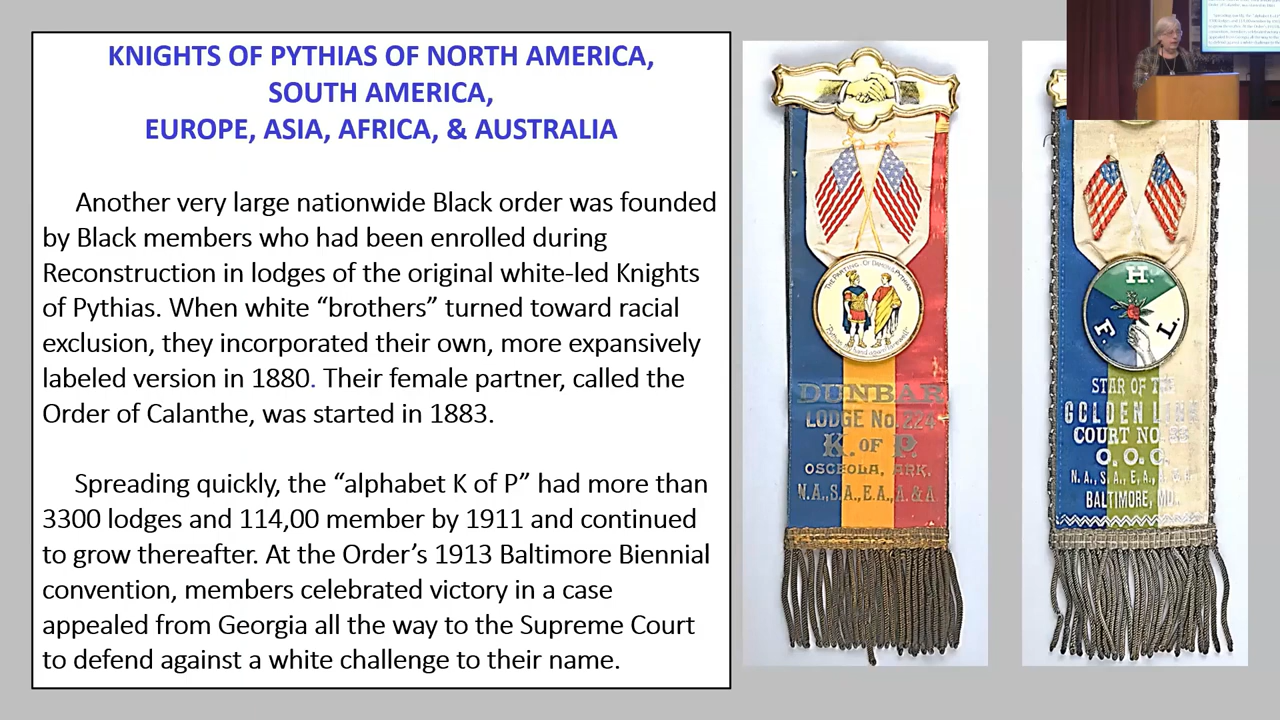 KNIGHTS OF PYTHIAS OF NORTH AMERICA,
SOUTH AMERICA,
EUROPE, ASIA, AFRICA, & AUSTRALIA
Another very large nationwide Black order was founded
by Black members who had been enrolled during
Reconstruction in lodges of the original white-led Knights
of Pythias. When white “brothers” turned toward racial
exclusion, they incorporated their own, more expansively
labeled version in 1880. Their female partner, called the
Order of Calanthe, was started in 1883.
Spreading quickly, the “alphabet K of P” had more than
3300 lodges and 114,00 member by 1911 and continued
to grow thereafter. At the Order’s 1913 Baltimore Biennial
convention, members celebrated victory in a case
appealed from Georgia all the way to the Supreme Court
to defend against a white challenge to their name.
THE PARTING OF DAMON & PYTHIAS
DUNBAR
LODGE No. 224
K. OF P.
OSCEOLA, ARK.
N.A., S.A., E.A., A. & A.
H.
F. L.
STAR OF THE
GOLDEN
COURT NO.
O. O. C.
N. A., S. A., E. A.,
BALTIMORE, MD.